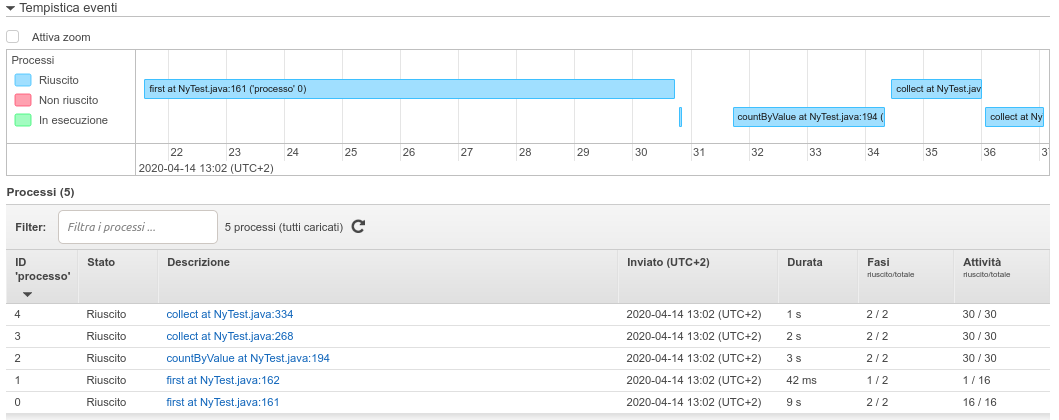 Tempistica eventi
Attiva zoom
Processi
Riuscito
Non riuscito
In esecuzione
first at NyTest.java:161 ('processo' 0)
collect at NyTest.jav
countByValue at NyTest.java:194 (
collect at Ny
22 23 24 25 26 27 28 29 30 31 32 33 34 35 36 37
2020-04-14 13:02 (UTC+2)
Processi (5)
Filter: Filtra i processi ... 5 processi (tutti caricati)
ID 'processo' Stato Descrizione Inviato (UTC+2) Durata Fasi riuscito/totale Attività riuscito/totale
4 Riuscito collect at NyTest.java:334 2020-04-14 13:02 (UTC+2) 1 s 2 / 2 30 / 30
3 Riuscito collect at NyTest.java:268 2020-04-14 13:02 (UTC+2) 2 s 2 / 2 30 / 30
2 Riuscito countByValue at NyTest.java:194 2020-04-14 13:02 (UTC+2) 3 s 2 / 2 30 / 30
1 Riuscito first at NyTest.java:162 2020-04-14 13:02 (UTC+2) 42 ms 1 / 2 1 / 16
0 Riuscito first at NyTest.java:161 2020-04-14 13:02 (UTC+2) 9 s 2 / 2 16 / 16